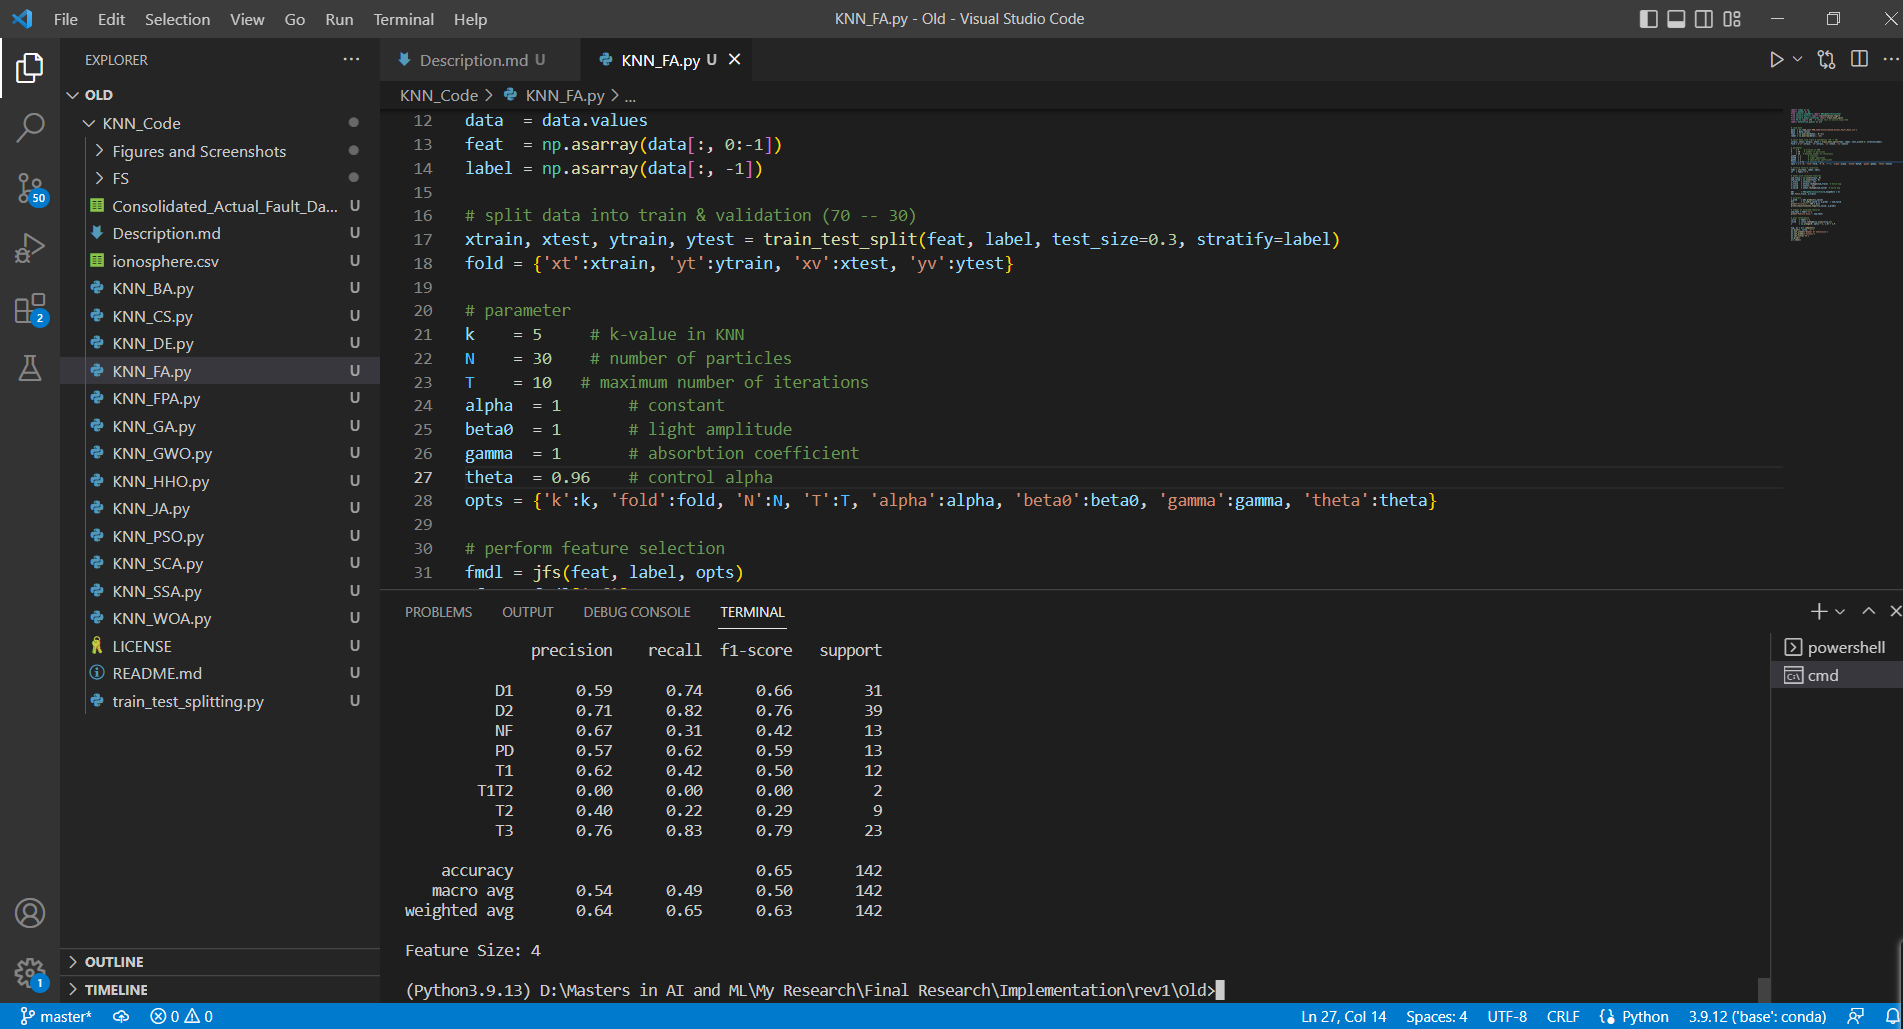 File Edit Selection View Go Run Terminal Help KNN_FA.py - Old - Visual Studio Code
EXPLORER
OLD
KNN_Code
Figures and Screenshots
FS
Consolidated_Actual_Fault_Da... U
Description.md U
ionosphere.csv U
KNN_BA.py U
KNN_CS.py U
KNN_DE.py U
KNN_FA.py U
KNN_FPA.py U
KNN_GA.py U
KNN_GWO.py U
KNN_HHO.py U
KNN_JA.py U
KNN_PSO.py U
KNN_SCA.py U
KNN_SSA.py U
KNN_WOA.py U
LICENSE U
README.md U
train_test_splitting.py U
OUTLINE
TIMELINE
50
2
1
Description.md U KNN_FA.py U
KNN_Code > KNN_FA.py > ...
12 data = data.values
13 feat = np.asarray(data[:, 0:-1])
14 label = np.asarray(data[:, -1])
15
16 # split data into train & validation (70 -- 30)
17 xtrain, xtest, ytrain, ytest = train_test_split(feat, label, test_size=0.3, stratify=label)
18 fold = {'xt':xtrain, 'yt':ytrain, 'xv':xtest, 'yv':ytest}
19
20 # parameter
21 k = 5 # k-value in KNN
22 N = 30 # number of particles
23 T = 10 # maximum number of iterations
24 alpha = 1 # constant
25 beta0 = 1 # light amplitude
26 gamma = 1 # absorbtion coefficient
27 theta = 0.96 # control alpha
28 opts = {'k':k, 'fold':fold, 'N':N, 'T':T, 'alpha':alpha, 'beta0':beta0, 'gamma':gamma, 'theta':theta}
29
30 # perform feature selection
31 fmdl = jfs(feat, label, opts)
PROBLEMS OUTPUT DEBUG CONSOLE TERMINAL
precision recall f1-score support
D1 0.59 0.74 0.66 31
D2 0.71 0.82 0.76 39
NF 0.67 0.31 0.42 13
PD 0.57 0.62 0.59 13
T1 0.62 0.42 0.50 12
T1T2 0.00 0.00 0.00 2
T2 0.40 0.22 0.29 9
T3 0.76 0.83 0.79 23
accuracy 0.65 142
macro avg 0.54 0.49 0.50 142
weighted avg 0.64 0.65 0.63 142
Feature Size: 4
(Python3.9.13) D:\Masters in AI and ML\My Research\Final Research\Implementation\rev1\Old>
powershell
cmd
master* 0 0 Ln 27, Col 14 Spaces: 4 UTF-8 CRLF Python 3.9.12 ('base': conda)